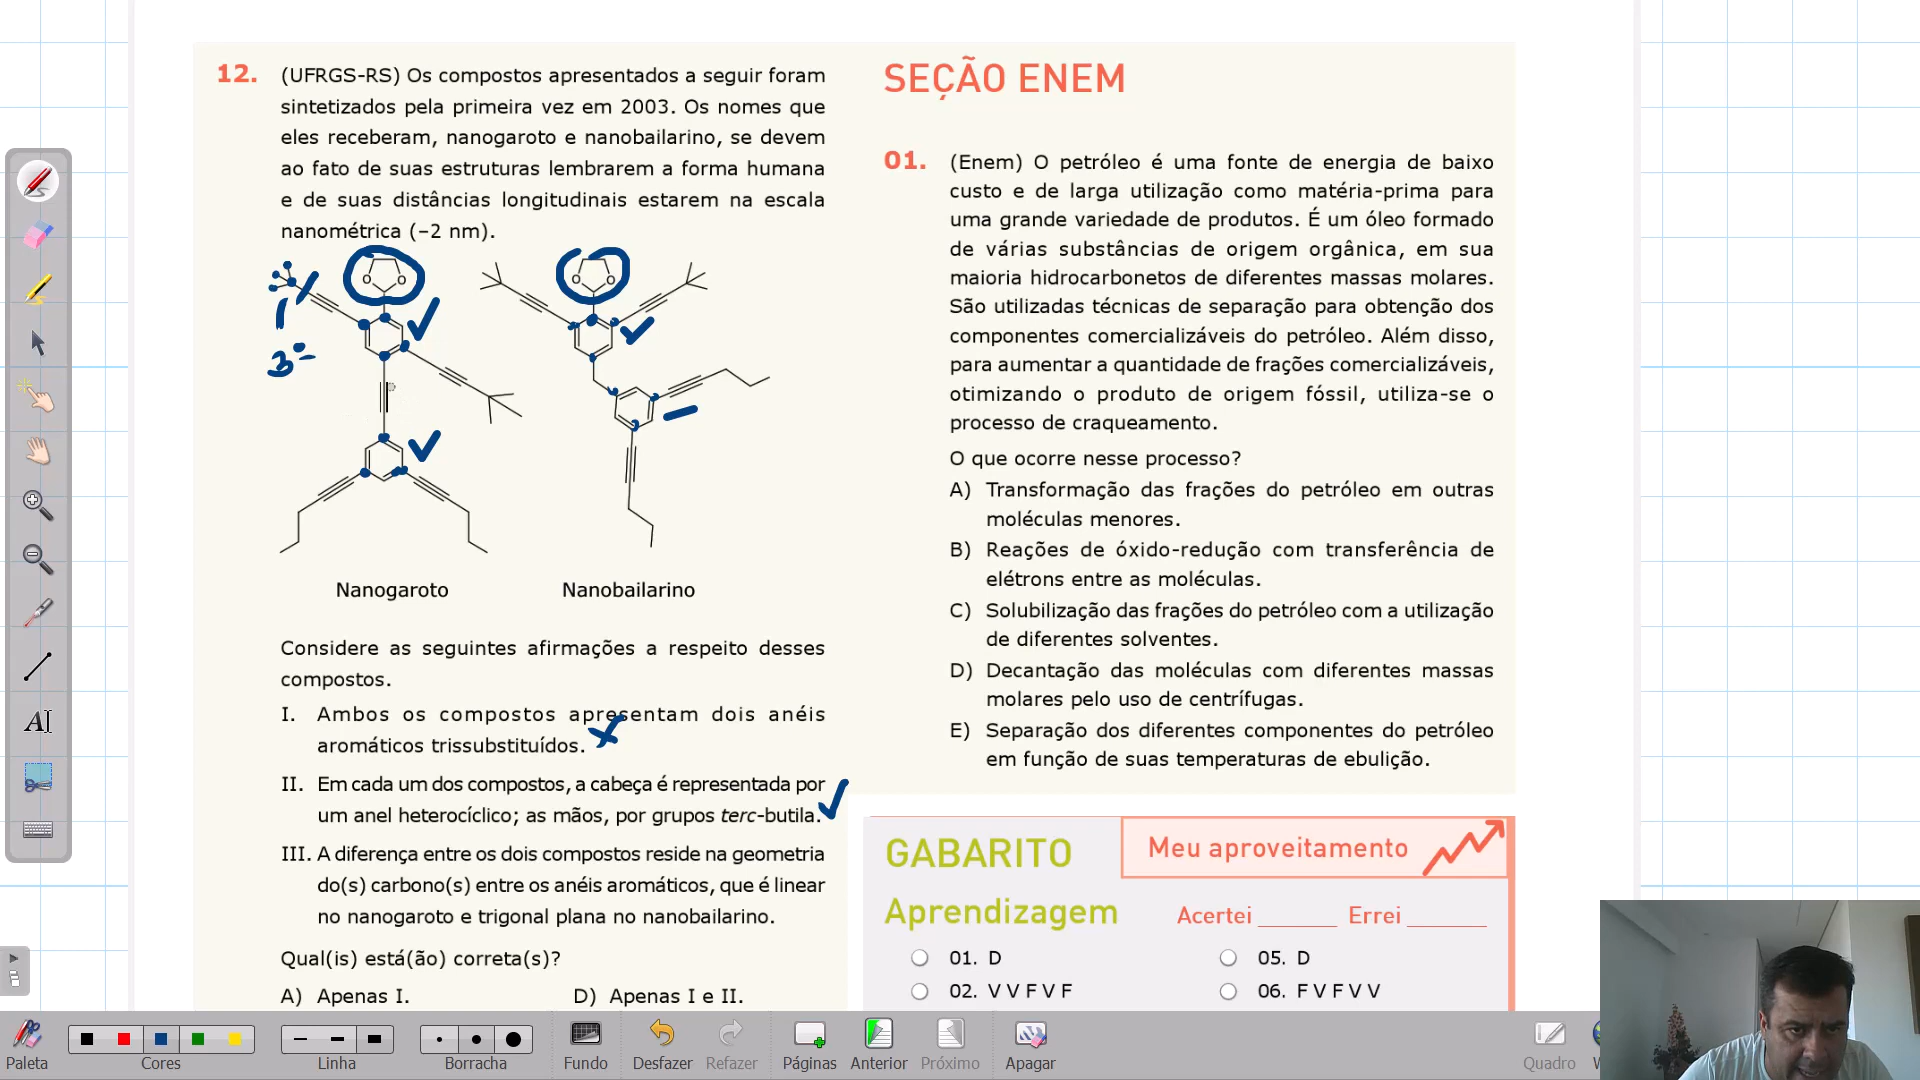 12. (UFRGS-RS) Os compostos apresentados a seguir foram
sintetizados pela primeira vez em 2003. Os nomes que
eles receberam, nanogaroto e nanobailarino, se devem
ao fato de suas estruturas lembrarem a forma humana
e de suas distâncias longitudinais estarem na escala
nanométrica (–2 nm).
O O
O O
3º
Nanogaroto Nanobailarino
Considere as seguintes afirmações a respeito desses
compostos.
I. Ambos os compostos apresentam dois anéis
aromáticos trissubstituídos.
II. Em cada um dos compostos, a cabeça é representada por
um anel heterocíclico; as mãos, por grupos terc-butila.
III. A diferença entre os dois compostos reside na geometria
do(s) carbono(s) entre os anéis aromáticos, que é linear
no nanogaroto e trigonal plana no nanobailarino.
Qual(is) está(ão) correta(s)?
A) Apenas I. D) Apenas I e II.
SEÇÃO ENEM
01. (Enem) O petróleo é uma fonte de energia de baixo
custo e de larga utilização como matéria-prima para
uma grande variedade de produtos. É um óleo formado
de várias substâncias de origem orgânica, em sua
maioria hidrocarbonetos de diferentes massas molares.
São utilizadas técnicas de separação para obtenção dos
componentes comercializáveis do petróleo. Além disso,
para aumentar a quantidade de frações comercializáveis,
otimizando o produto de origem fóssil, utiliza-se o
processo de craqueamento.
O que ocorre nesse processo?
A) Transformação das frações do petróleo em outras
moléculas menores.
B) Reações de óxido-redução com transferência de
elétrons entre as moléculas.
C) Solubilização das frações do petróleo com a utilização
de diferentes solventes.
D) Decantação das moléculas com diferentes massas
molares pelo uso de centrífugas.
E) Separação dos diferentes componentes do petróleo
em função de suas temperaturas de ebulição.
GABARITO
Meu aproveitamento
Aprendizagem
Acertei ________ Errei ________
01. D 05. D
02. V V F V F 06. F V F V V
AI
Paleta Cores Linha Borracha Fundo Desfazer Refazer Páginas Anterior Próximo Apagar Quadro